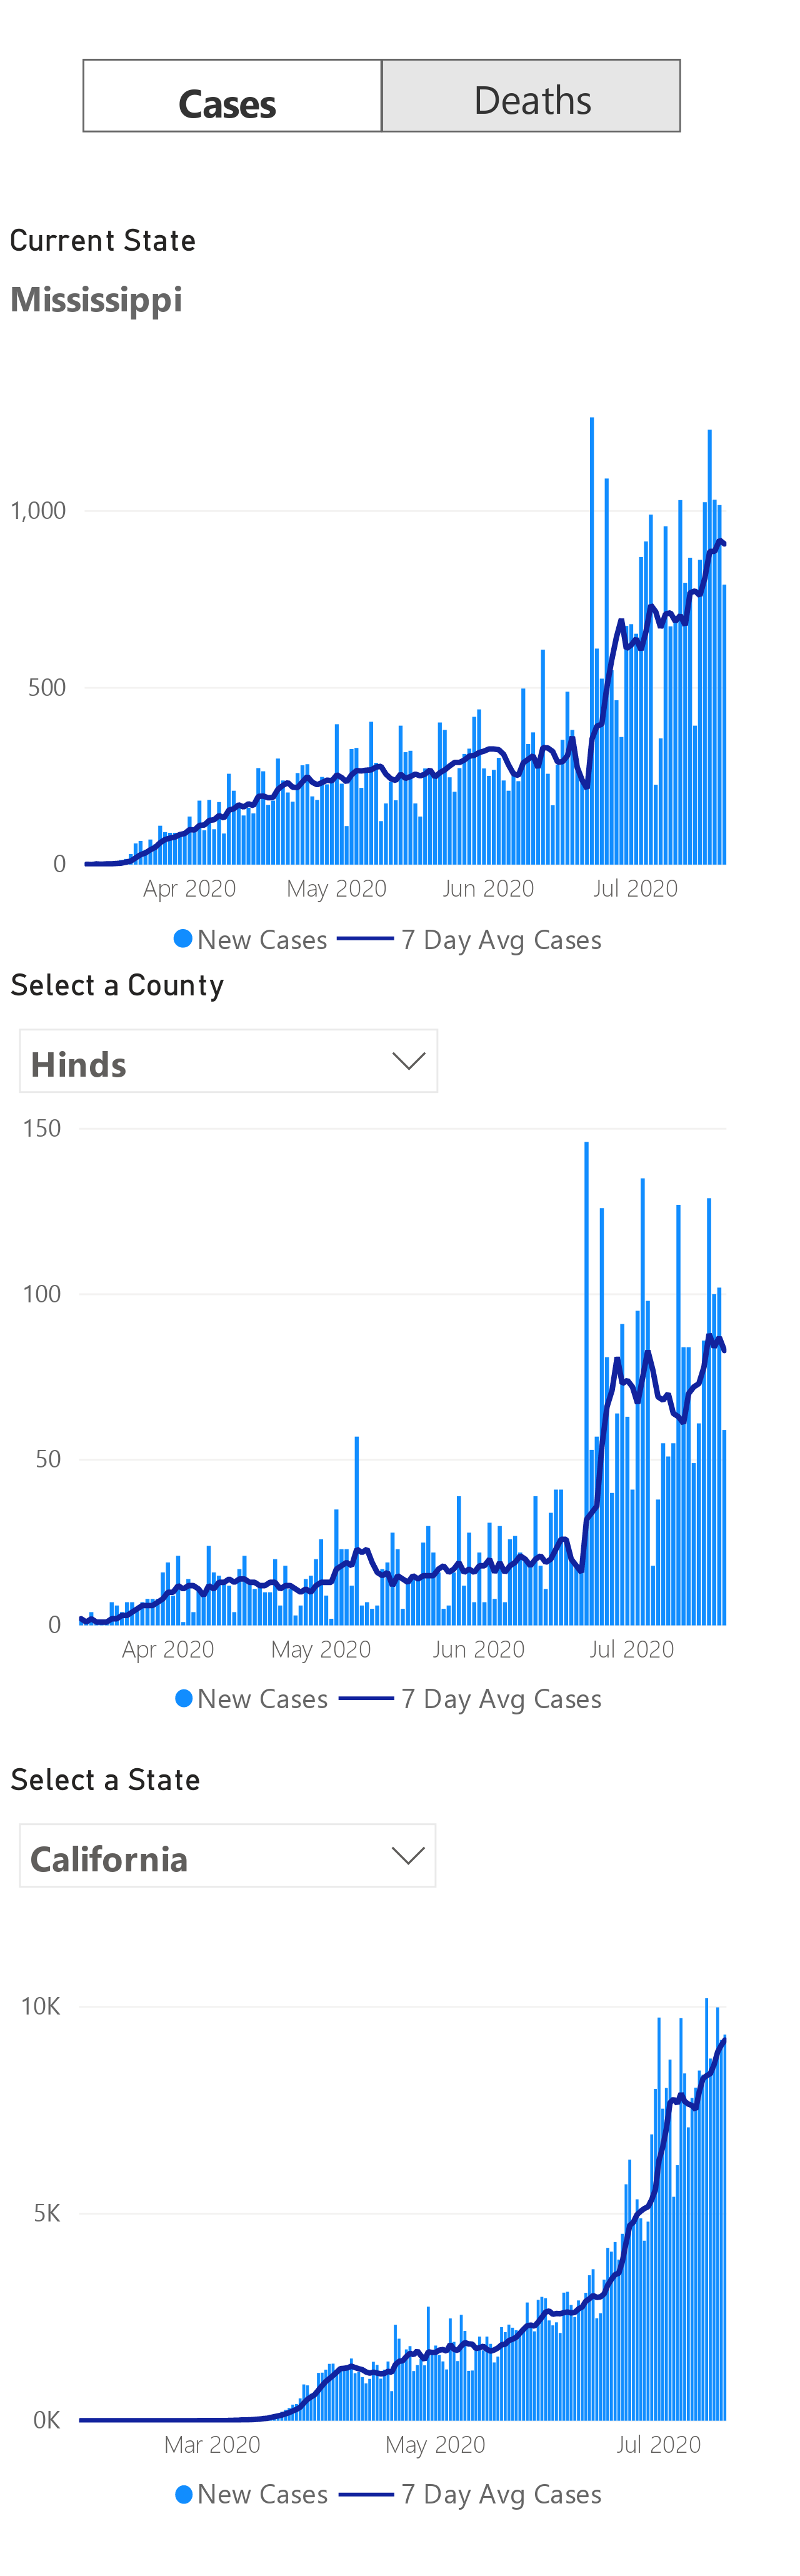 Cases Deaths
Current State
Mississippi
1,000
500
0
Apr 2020 May 2020 Jun 2020 Jul 2020
New Cases 7 Day Avg Cases
Select a County
Hinds
150
100
50
0
Apr 2020 May 2020 Jun 2020 Jul 2020
New Cases 7 Day Avg Cases
Select a State
California
10K
5K
0K
Mar 2020 May 2020 Jul 2020
New Cases 7 Day Avg Cases